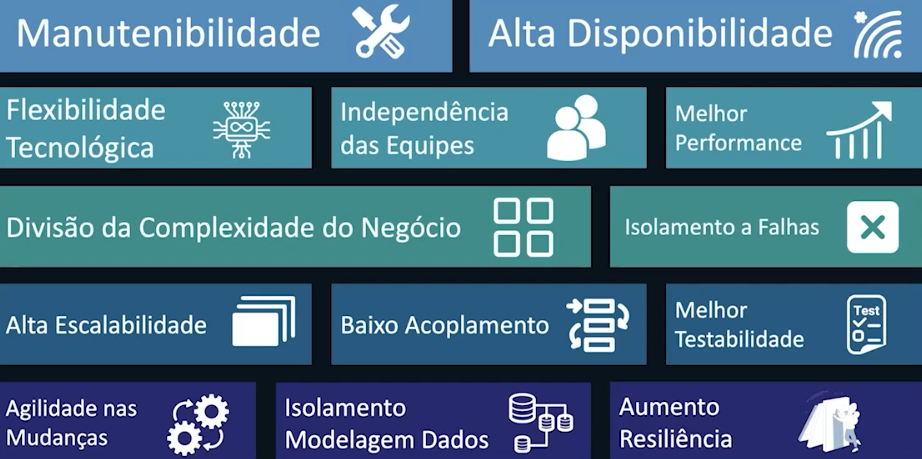 Manutenibilidade
Alta Disponibilidade
Flexibilidade
Tecnológica
Independência
das Equipes
Melhor
Performance
Divisão da Complexidade do Negócio
Isolamento a Falhas
Alta Escalabilidade
Baixo Acoplamento
Melhor
Testabilidade
Test
Agilidade nas
Mudanças
Isolamento
Modelagem Dados
Aumento
Resiliência